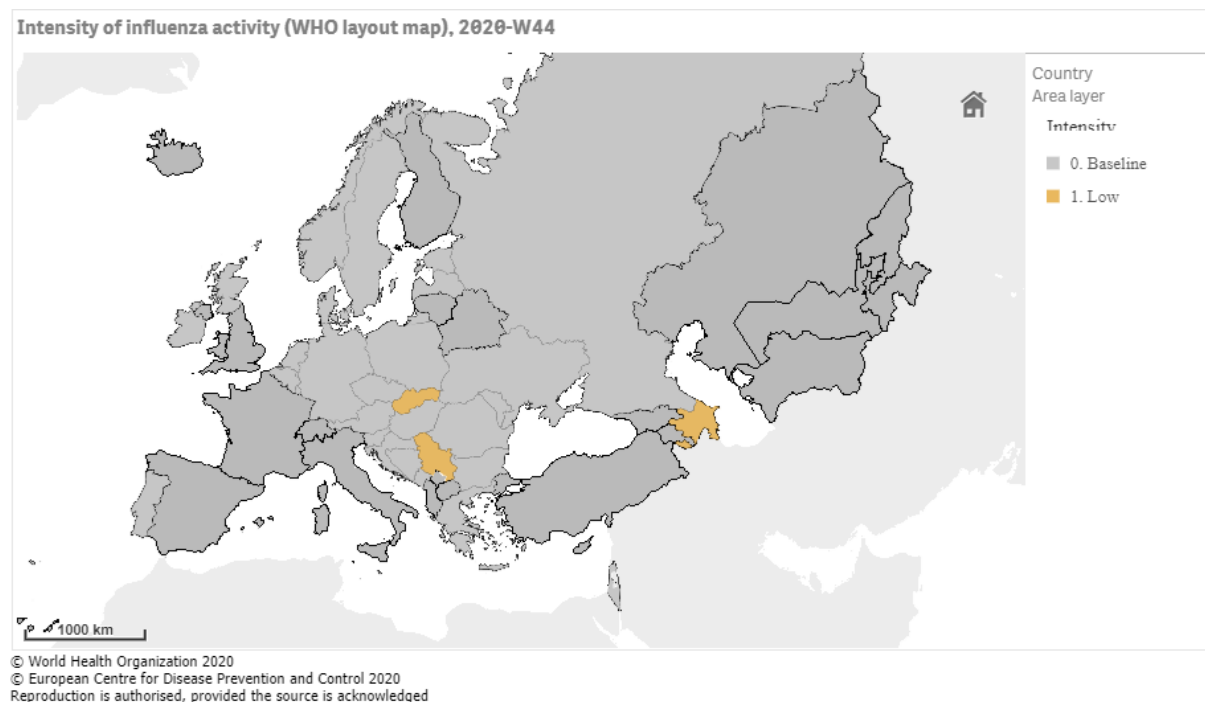 Intensity of influenza activity (WHO layout map), 2020-W44
Country
Area layer
Intensity
0. Baseline
1. Low
1000 km
© World Health Organization 2020
© European Centre for Disease Prevention and Control 2020
Reproduction is authorised, provided the source is acknowledged